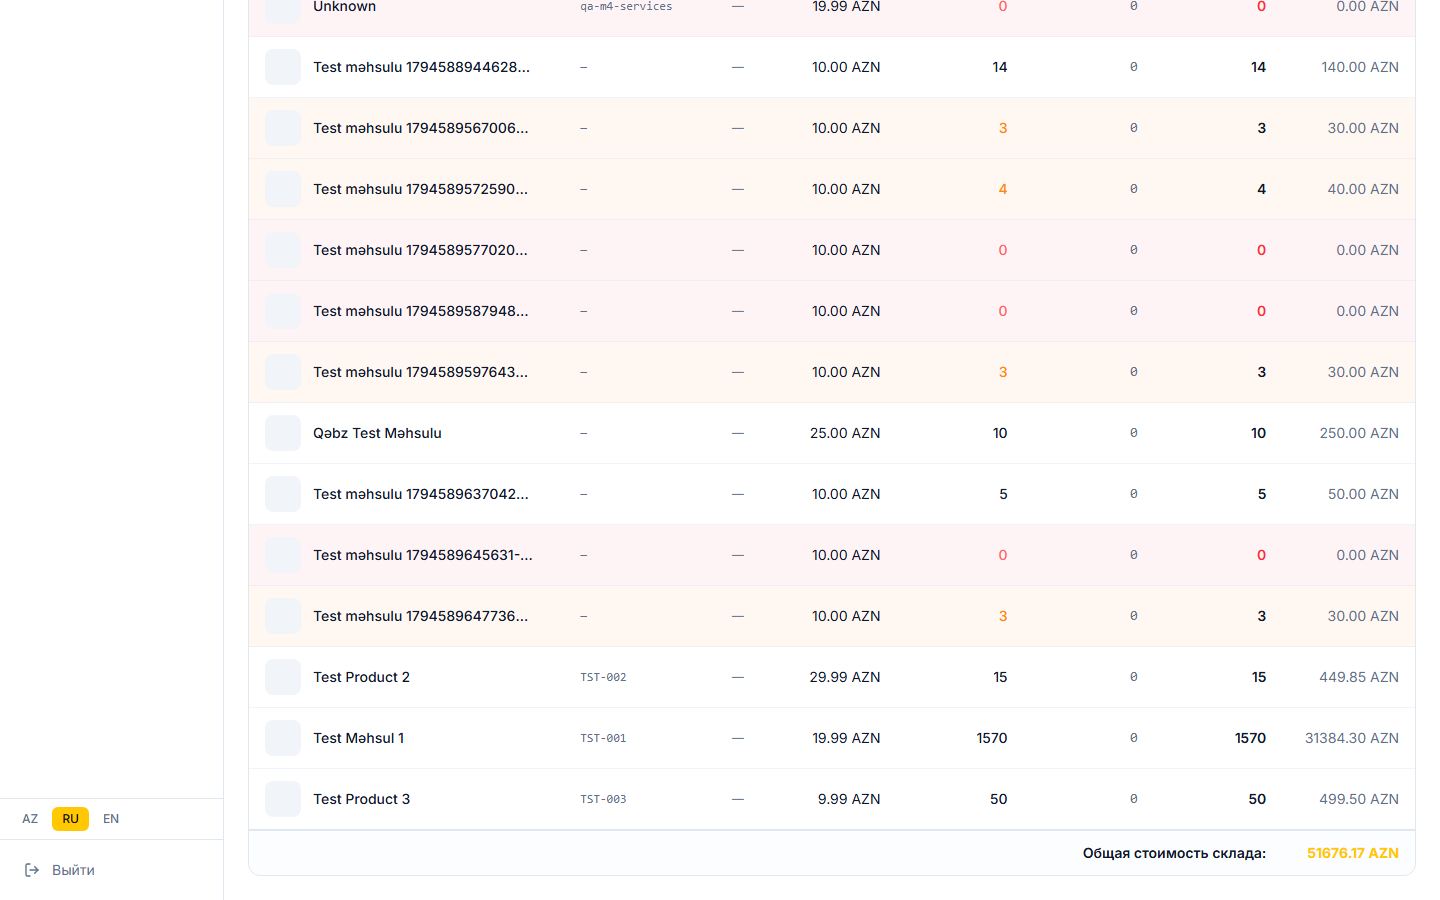 Unknown qa-m4-services — 19.99 AZN 0 0 0 0.00 AZN
Test məhsulu 1794588944628... – — 10.00 AZN 14 0 14 140.00 AZN
Test məhsulu 1794589567006... – — 10.00 AZN 3 0 3 30.00 AZN
Test məhsulu 1794589572590... – — 10.00 AZN 4 0 4 40.00 AZN
Test məhsulu 1794589577020... – — 10.00 AZN 0 0 0 0.00 AZN
Test məhsulu 1794589587948... – — 10.00 AZN 0 0 0 0.00 AZN
Test məhsulu 1794589597643... – — 10.00 AZN 3 0 3 30.00 AZN
Qəbz Test Məhsulu – — 25.00 AZN 10 0 10 250.00 AZN
Test məhsulu 1794589637042... – — 10.00 AZN 5 0 5 50.00 AZN
Test məhsulu 1794589645631-... – — 10.00 AZN 0 0 0 0.00 AZN
Test məhsulu 1794589647736... – — 10.00 AZN 3 0 3 30.00 AZN
Test Product 2 TST-002 — 29.99 AZN 15 0 15 449.85 AZN
Test Məhsul 1 TST-001 — 19.99 AZN 1570 0 1570 31384.30 AZN
Test Product 3 TST-003 — 9.99 AZN 50 0 50 499.50 AZN
Общая стоимость склада: 51676.17 AZN
AZ RU EN
Выйти